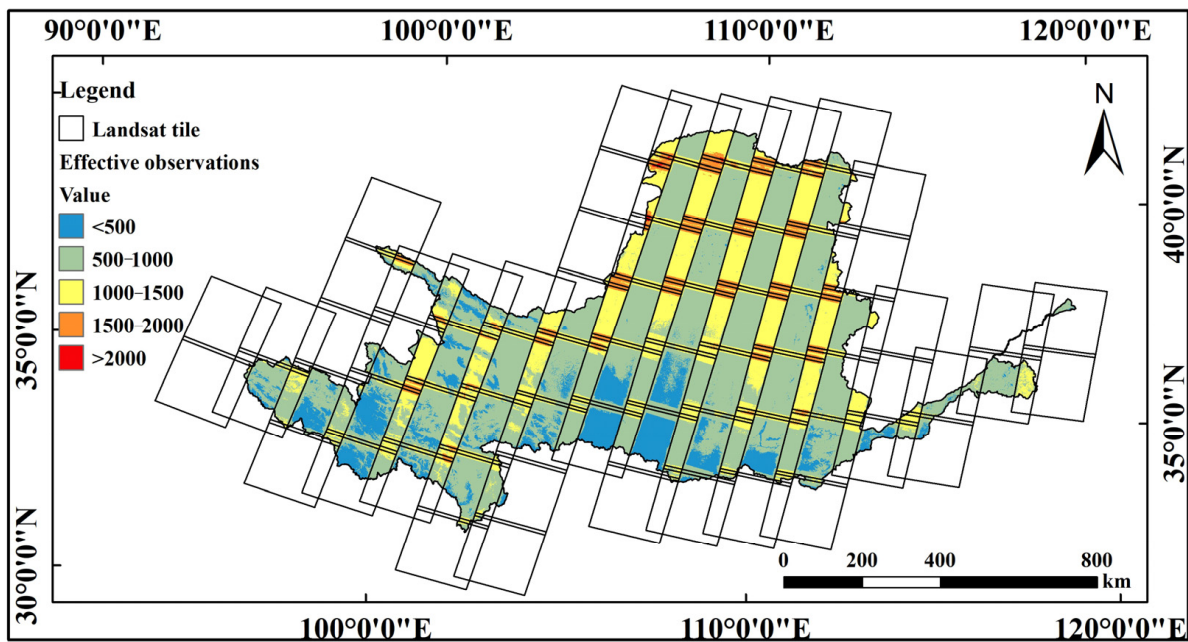 90°0'0"E 100°0'0"E 110°0'0"E 120°0'0"E
Legend
Landsat tile
Effective observations
Value
<500
500–1000
1000–1500
1500–2000
>2000
N
40°0'0"N
35°0'0"N
35°0'0"N
30°0'0"N
0 200 400 800
km
100°0'0"E 110°0'0"E 120°0'0"E